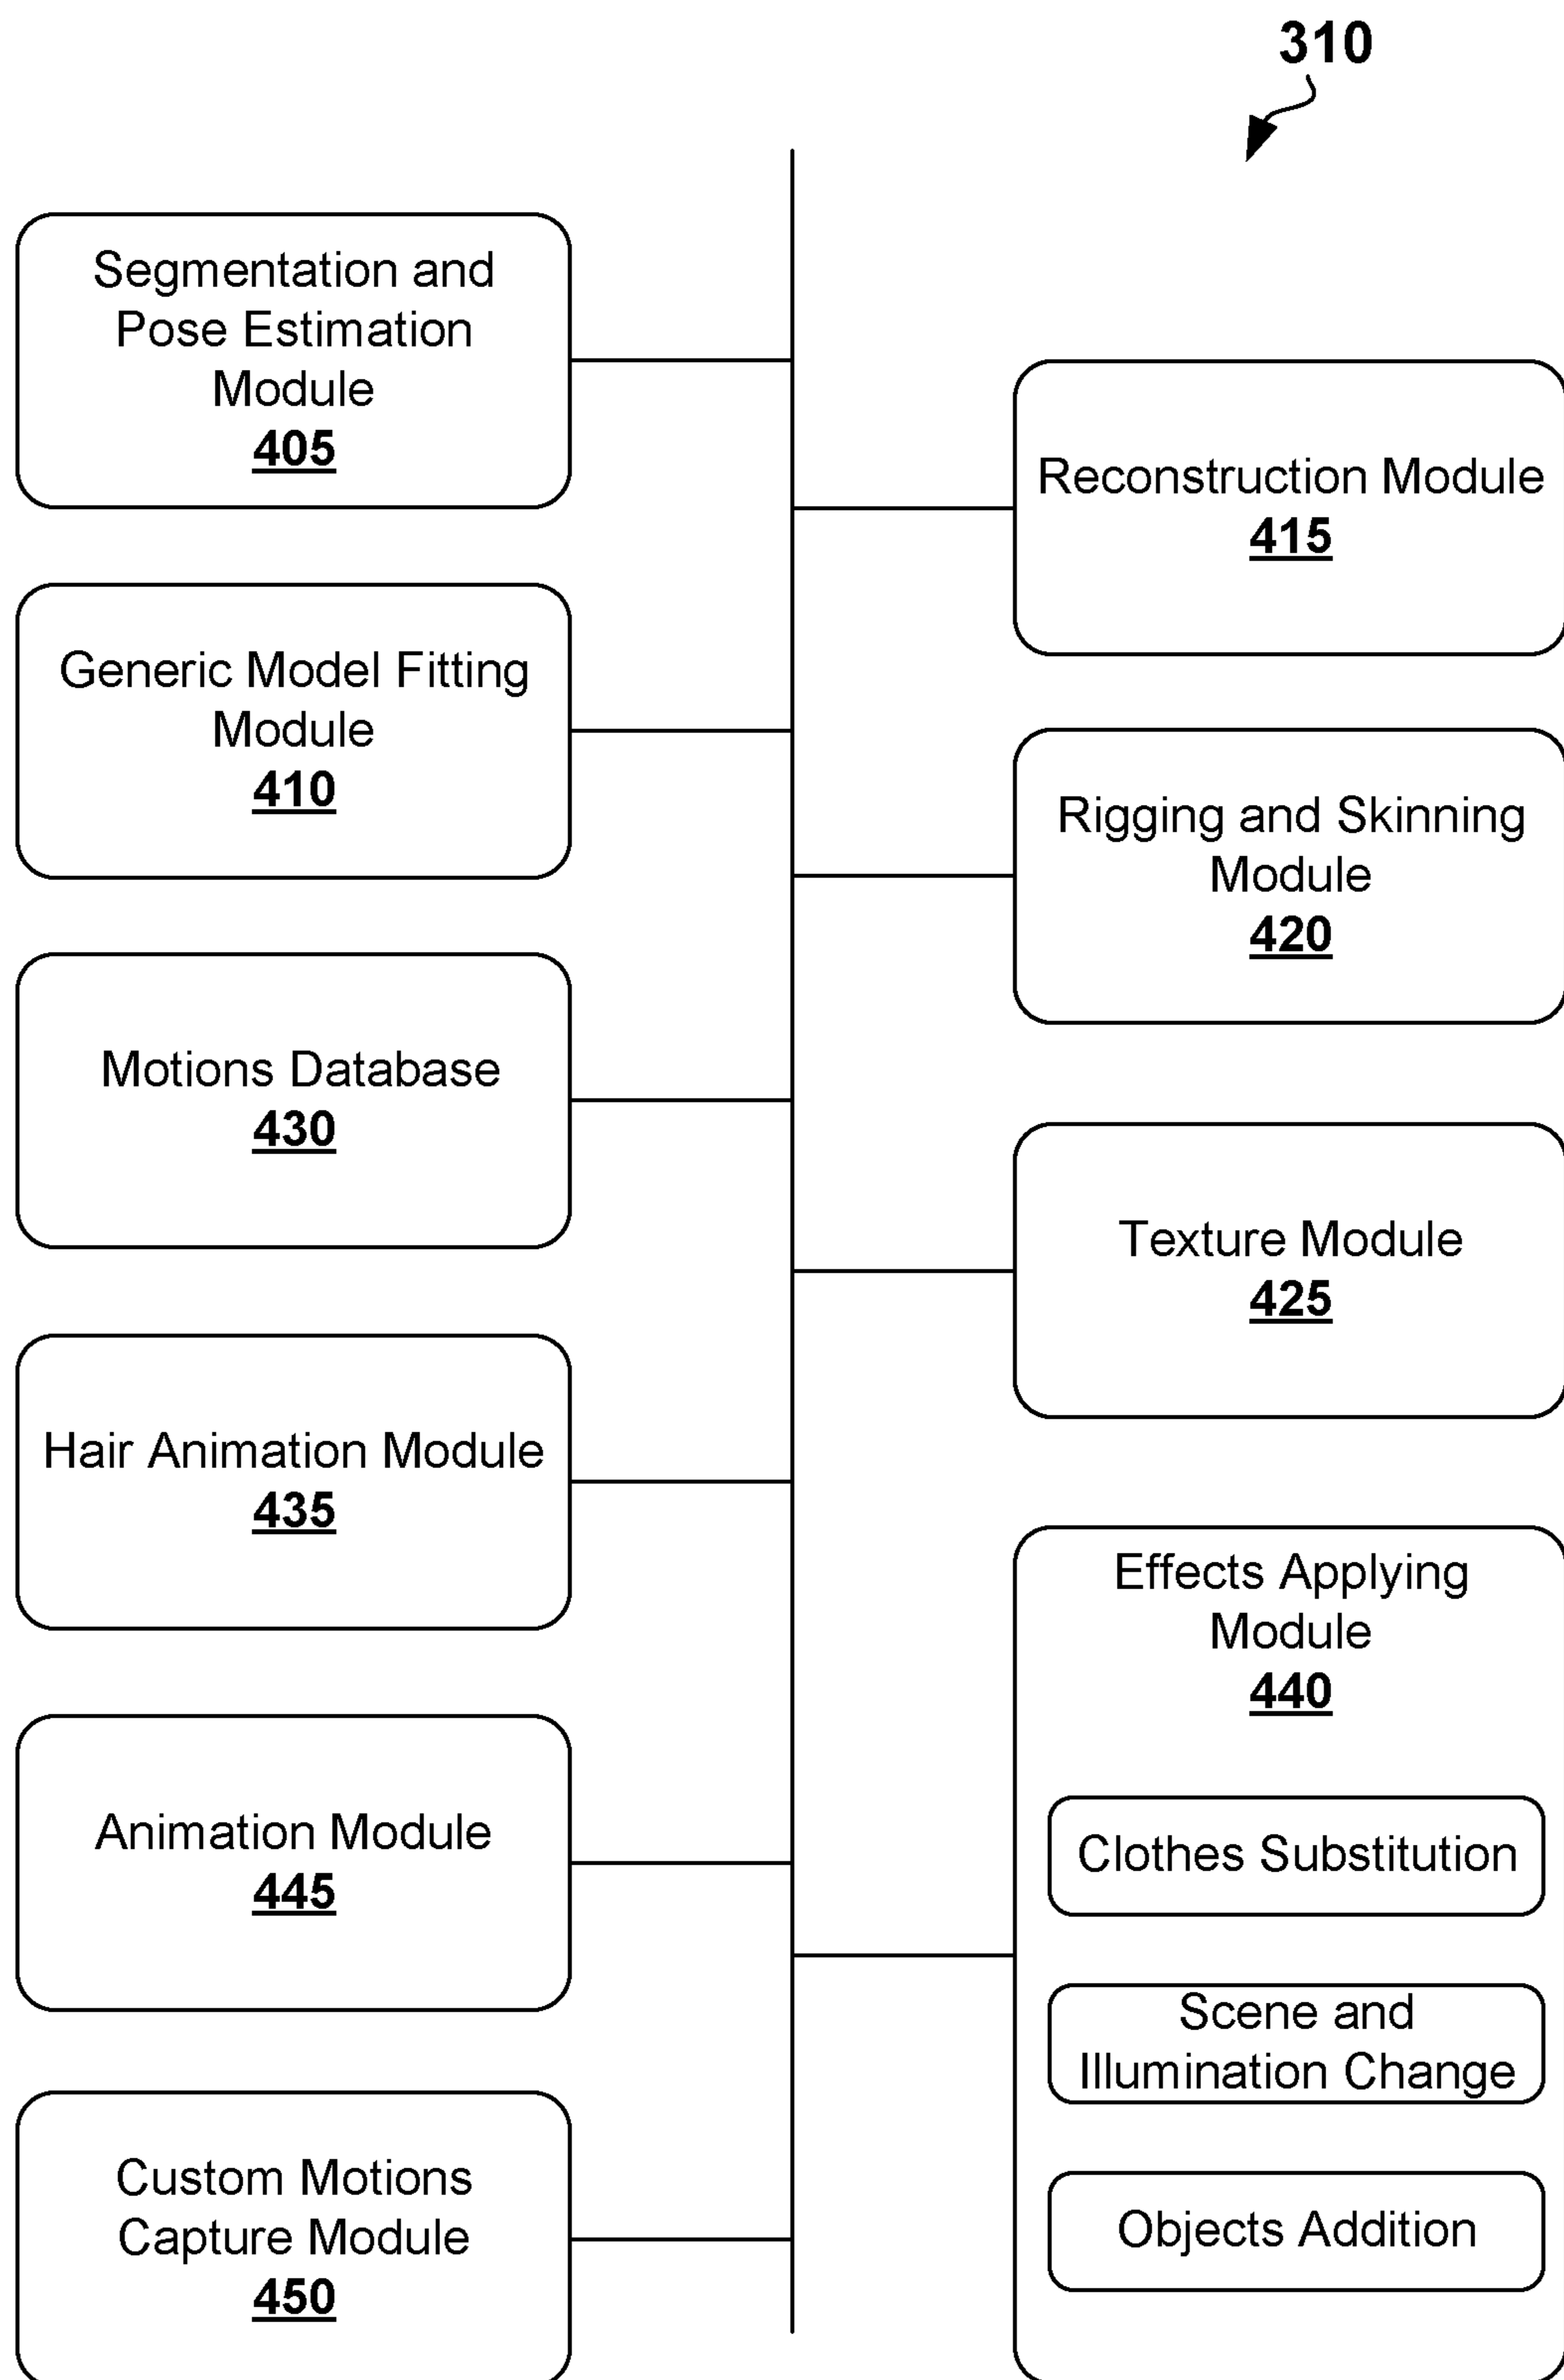 310
Segmentation and
Pose Estimation
Module
405
Generic Model Fitting
Module
410
Motions Database
430
Hair Animation Module
435
Animation Module
445
Custom Motions
Capture Module
450
Reconstruction Module
415
Rigging and Skinning
Module
420
Texture Module
425
Effects Applying
Module
440
Clothes Substitution
Scene and
Illumination Change
Objects Addition